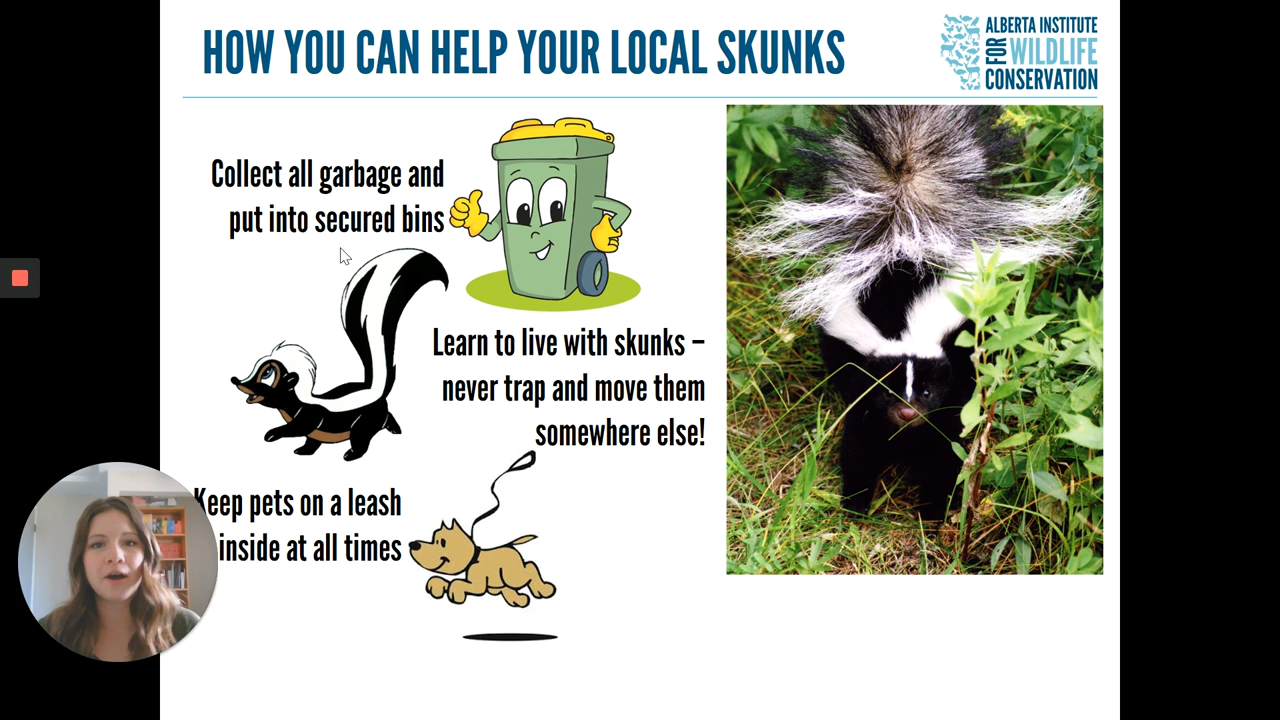 HOW YOU CAN HELP YOUR LOCAL SKUNKS
ALBERTA INSTITUTE
FOR WILDLIFE
CONSERVATION
Collect all garbage and
put into secured bins
Learn to live with skunks –
never trap and move them
somewhere else!
Keep pets on a leash
inside at all times